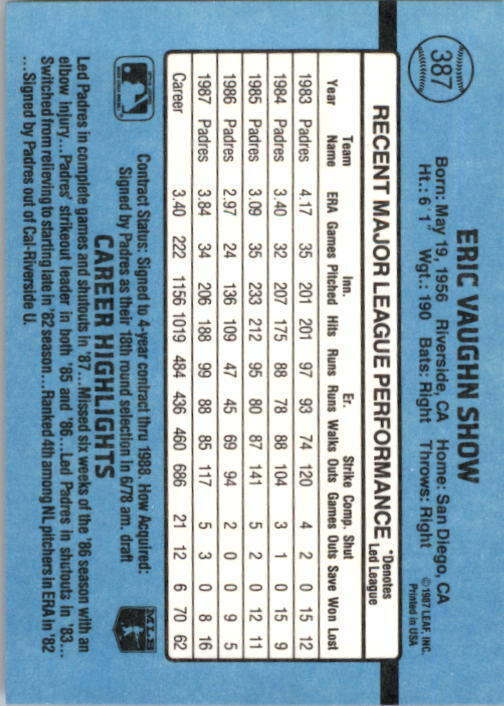 387
ERIC VAUGHN SHOW
Born: May 19, 1956 Riverside, CA Home: San Diego, CA
Ht.: 6'1" Wgt.: 190 Bats: Right Throws: Right
©1987 LEAF, INC.
Printed in USA
RECENT MAJOR LEAGUE PERFORMANCE
*Denotes
Led League
Team Inn. Er. Strike Comp. Shut
Year Name ERA Games Pitched Hits Runs Runs Walks Outs Games Outs Save Won Lost
1983 Padres 4.17 35 201 201 97 93 74 120 4 2 0 15 12
1984 Padres 3.40 32 207 175 88 78 88 104 3 1 0 15 9
1985 Padres 3.09 35 233 212 95 80 87 141 5 2 0 12 11
1986 Padres 2.97 24 136 109 47 45 69 94 2 0 0 9 5
1987 Padres 3.84 34 206 188 99 88 85 117 5 3 0 8 16
Career 3.40 222 1156 1019 484 436 460 686 21 12 6 70 62
Contract Status: Signed to 4-year contract thru 1988. How Acquired:
Signed by Padres as their 18th round selection in 6/78 am. draft
MLB
CAREER HIGHLIGHTS
Led Padres in complete games and shutouts in '87...Missed six weeks of the '86 season with an
elbow injury...Padres' strikeout leader in both '85 and '86...Led Padres in shutouts in '83...
Switched from relieving to starting late in '82 season...Ranked 4th among NL pitchers in ERA in '82
...Signed by Padres out of Cal-Riverside U.